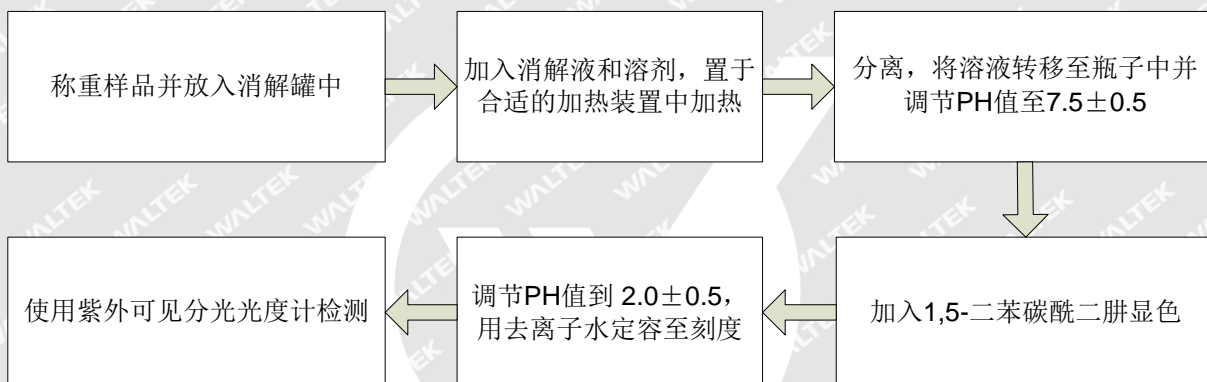 称重样品并放入消解罐中
加入消解液和溶剂，置于
合适的加热装置中加热
分离，将溶液转移至瓶子中并
调节PH值至7.5±0.5
加入1,5-二苯碳酰二肼显色
调节PH值到 2.0±0.5，
用去离子水定容至刻度
使用紫外可见分光光度计检测
WALTEK